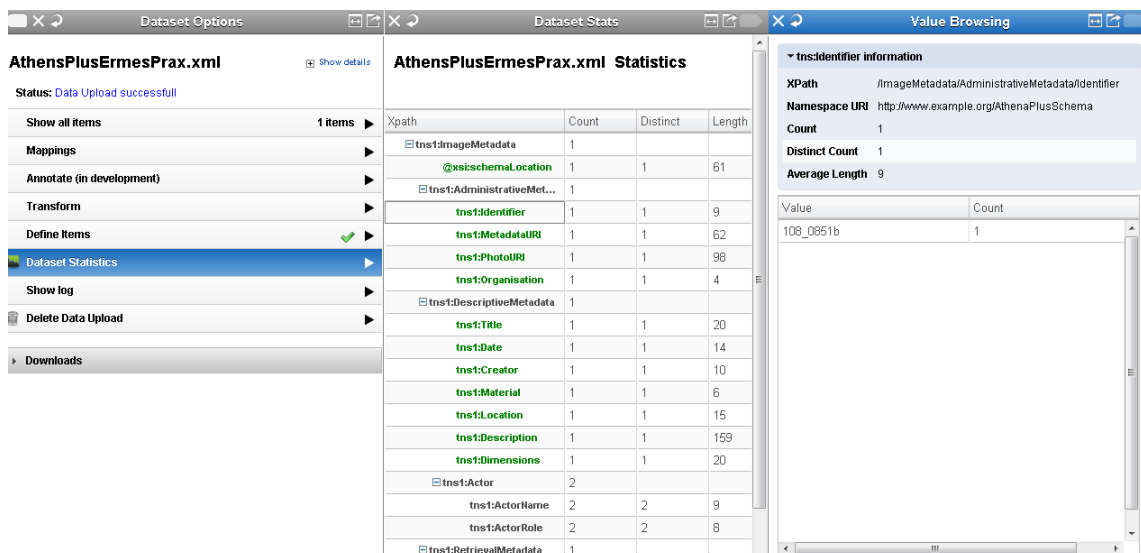 Dataset Options
AthensPlusErmesPrax.xml Show details
Status: Data Upload successfull
Show all items 1 items
Mappings
Annotate (in development)
Transform
Define Items
Dataset Statistics
Show log
Delete Data Upload
Downloads
Dataset Stats
AthensPlusErmesPrax.xml Statistics
Xpath Count Distinct Length
tns1:ImageMetadata 1
@xsi:schemaLocation 1 1 61
tns1:AdministrativeMet... 1
tns1:Identifier 1 1 9
tns1:MetadataURI 1 1 62
tns1:PhotoURI 1 1 98
tns1:Organisation 1 1 4
tns1:DescriptiveMetadata 1
tns1:Title 1 1 20
tns1:Date 1 1 14
tns1:Creator 1 1 10
tns1:Material 1 1 6
tns1:Location 1 1 15
tns1:Description 1 1 159
tns1:Dimensions 1 1 20
tns1:Actor 2
tns1:ActorName 2 2 9
tns1:ActorRole 2 2 8
tns1:RetrievalMetadata 1
Value Browsing
tns:Identifier information
XPath /ImageMetadata/AdministrativeMetadata/Identifier
Namespace URI http://www.example.org/AthenaPlusSchema
Count 1
Distinct Count 1
Average Length 9
Value Count
108_0851b 1